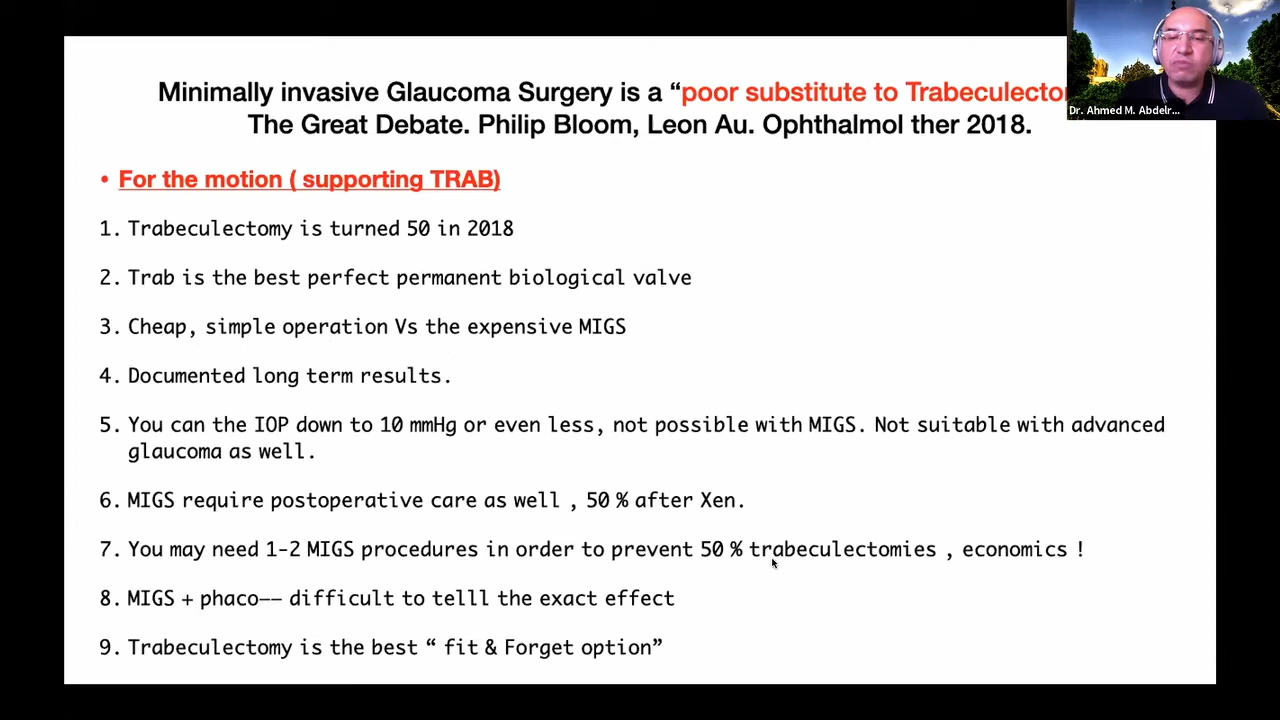 Minimally invasive Glaucoma Surgery is a “poor substitute to
Dr. Ahmed M. Abdelr...
The Great Debate. Philip Bloom, Leon Au. Ophthalmol ther 2018.
• For the motion ( supporting TRAB)
1. Trabeculectomy is turned 50 in 2018
2. Trab is the best perfect permanent biological valve
3. Cheap, simple operation Vs the expensive MIGS
4. Documented long term results.
5. You can the IOP down to 10 mmHg or even less, not possible with MIGS. Not suitable with advanced
glaucoma as well.
6. MIGS require postoperative care as well , 50 % after Xen.
7. You may need 1-2 MIGS procedures in order to prevent 50 % trabeculectomies , economics !
8. MIGS + phaco—– difficult to telll the exact effect
9. Trabeculectomy is the best “ fit & Forget option”